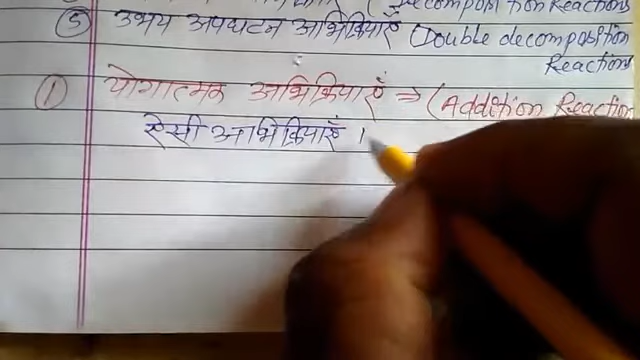 (Decomposition Reactions
⑤ उभय अपघटन अभिक्रियाएँ (Double decomposition
Reactions
① योगात्मक अभिक्रियाएँ ⇒ (Addition Reaction
ऐसी अभिक्रियाएँ